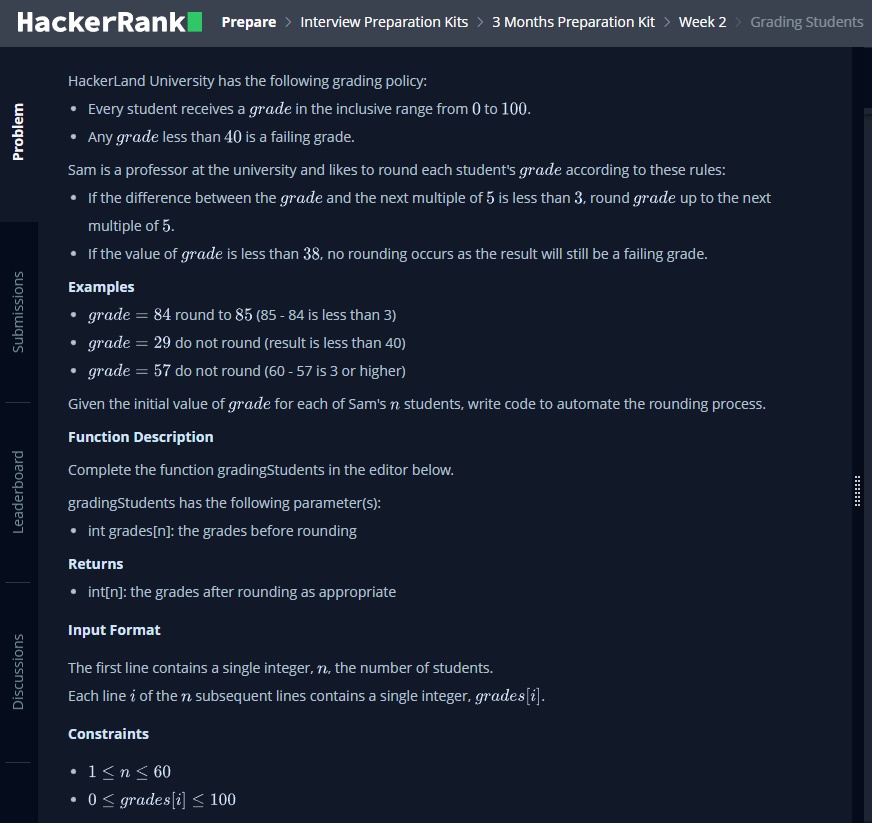 HackerRank Prepare > Interview Preparation Kits > 3 Months Preparation Kit > Week 2 > Grading Students
Problem
Submissions
Leaderboard
Discussions
HackerLand University has the following grading policy:
• Every student receives a grade in the inclusive range from 0 to 100.
• Any grade less than 40 is a failing grade.
Sam is a professor at the university and likes to round each student's grade according to these rules:
• If the difference between the grade and the next multiple of 5 is less than 3, round grade up to the next
multiple of 5.
• If the value of grade is less than 38, no rounding occurs as the result will still be a failing grade.
Examples
• grade = 84 round to 85 (85 - 84 is less than 3)
• grade = 29 do not round (result is less than 40)
• grade = 57 do not round (60 - 57 is 3 or higher)
Given the initial value of grade for each of Sam's n students, write code to automate the rounding process.
Function Description
Complete the function gradingStudents in the editor below.
gradingStudents has the following parameter(s):
• int grades[n]: the grades before rounding
Returns
• int[n]: the grades after rounding as appropriate
Input Format
The first line contains a single integer, n, the number of students.
Each line i of the n subsequent lines contains a single integer, grades[i].
Constraints
• 1 ≤ n ≤ 60
• 0 ≤ grades[i] ≤ 100